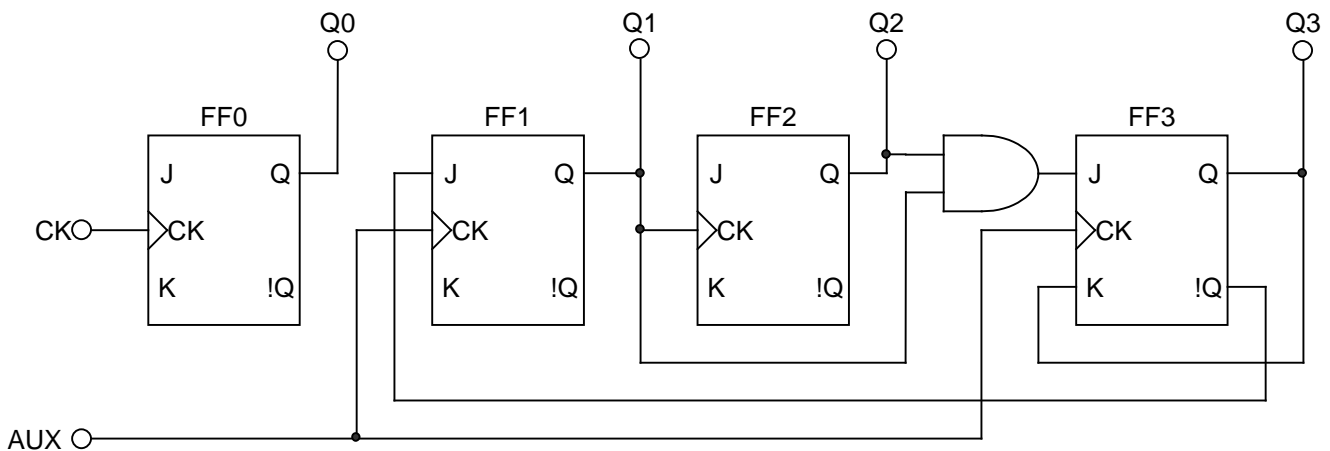 Q0 Q1 Q2 Q3
FF0 FF1 FF2 FF3
J Q J Q J Q J Q
CK CK CK CK CK
K !Q K !Q K !Q K !Q
AUX